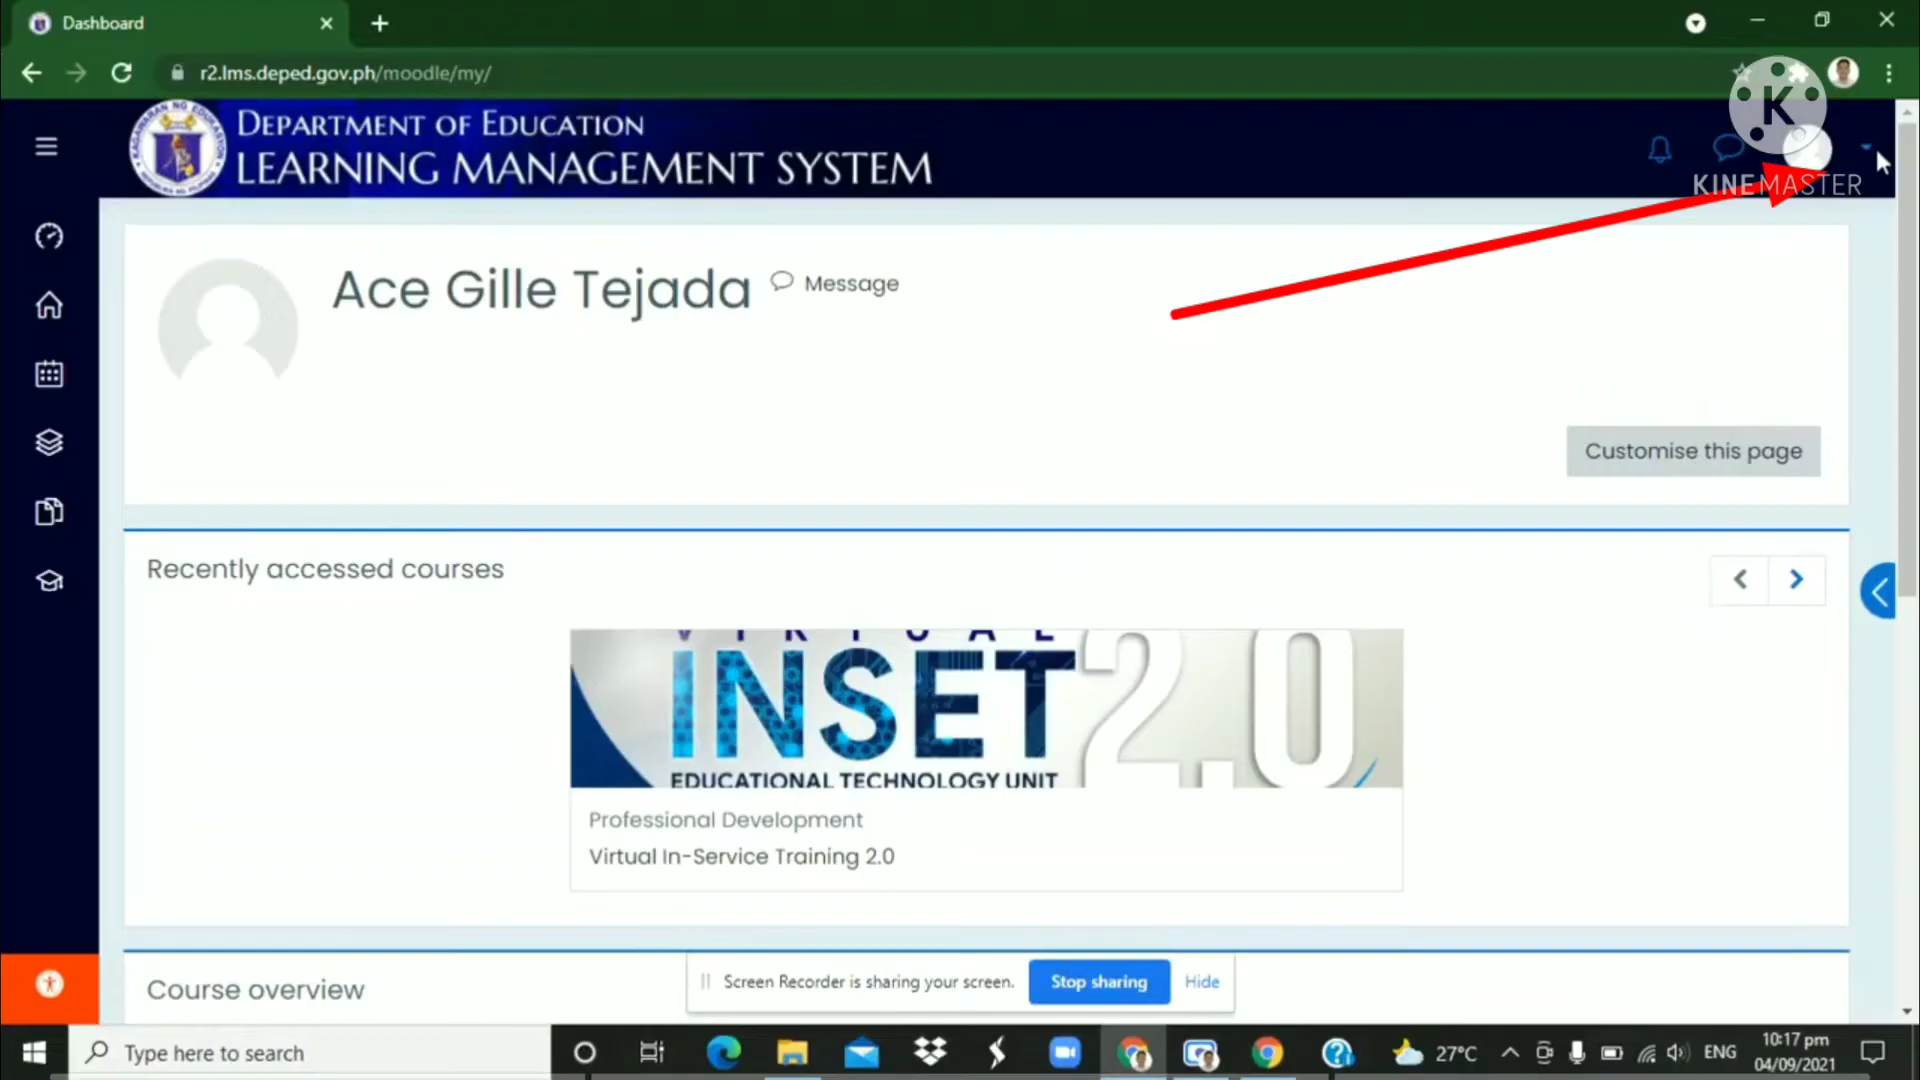 Dashboard
r2.lms.deped.gov.ph/moodle/my/
DEPARTMENT OF EDUCATION
LEARNING MANAGEMENT SYSTEM
K
KINEMASTER
Ace Gille Tejada
Message
Customise this page
Recently accessed courses
VIRTUAL
INSET 2.0
EDUCATIONAL TECHNOLOGY UNIT
Professional Development
Virtual In-Service Training 2.0
Course overview
Screen Recorder is sharing your screen.
Stop sharing
Hide
Type here to search
27°C
ENG
10:17 pm
04/09/2021